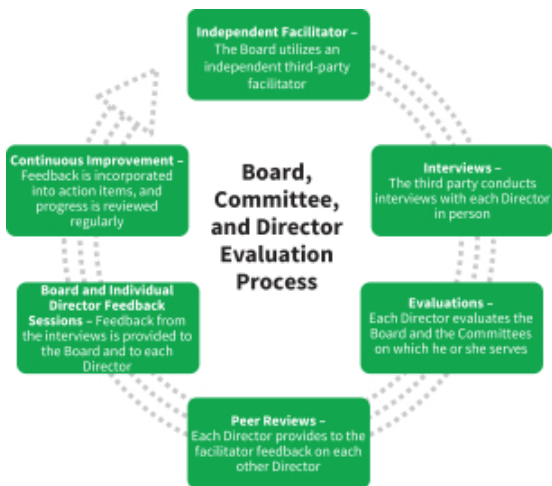 Independent Facilitator –
The Board utilizes an
independent third-party
facilitator
Interviews –
The third party conducts
interviews with each Director
in person
Evaluations –
Each Director evaluates the
Board and the Committees
on which he or she serves
Peer Reviews –
Each Director provides to the
facilitator feedback on each
other Director
Board and Individual
Director Feedback
Sessions – Feedback from
the interviews is provided to
the Board and to each
Director
Continuous Improvement –
Feedback is incorporated
into action items, and
progress is reviewed
regularly
Board,
Committee,
and Director
Evaluation
Process